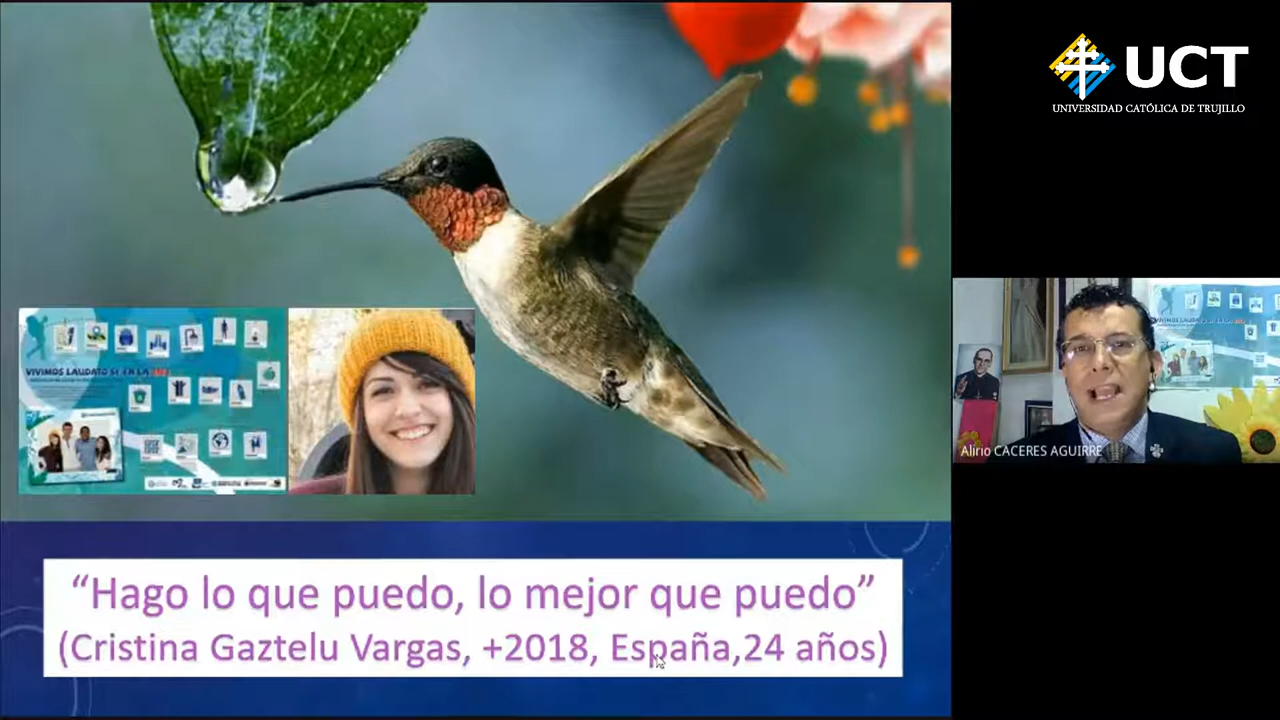 UCT
UNIVERSIDAD CATÓLICA DE TRUJILLO
VIVIMOS LAUDATO SI EN LA
Alirio CACERES AGUIRRE
“Hago lo que puedo, lo mejor que puedo”
(Cristina Gaztelu Vargas, +2018, España,24 años)